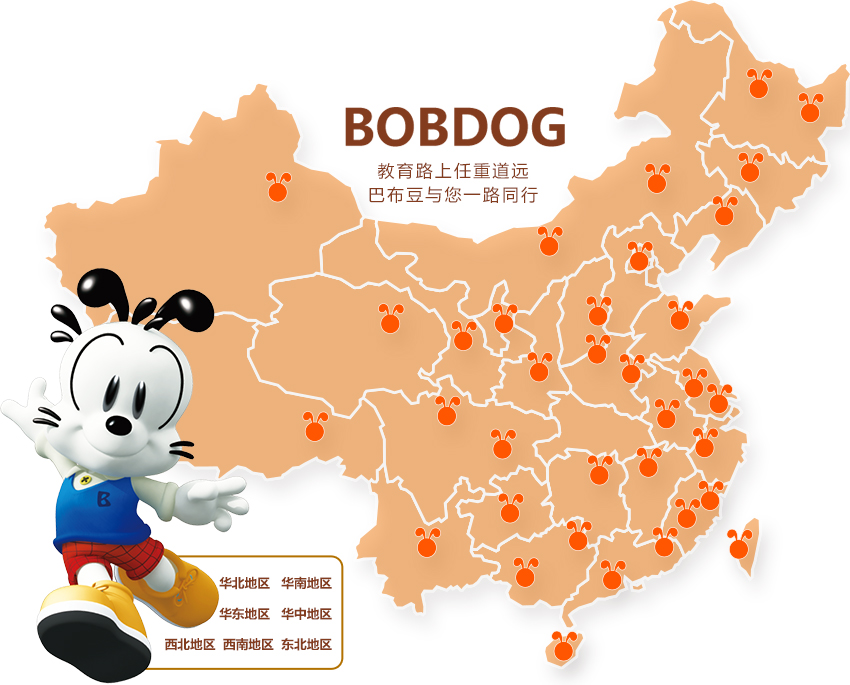 BOBDOG
教育路上任重道远
巴布豆与您一路同行
B
华北地区 华南地区
华东地区 华中地区
西北地区 西南地区 东北地区